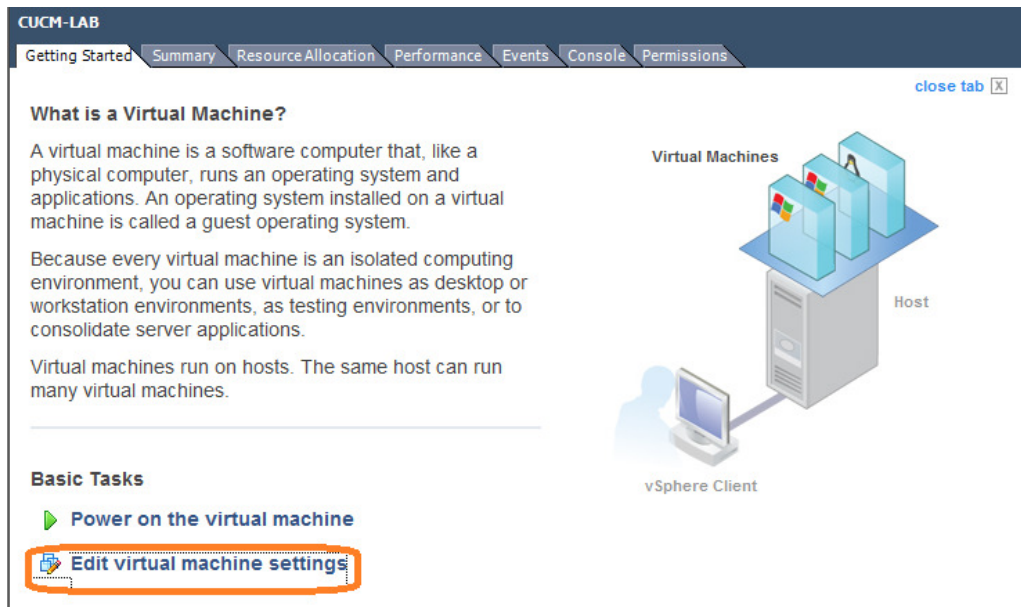 CUCM-LAB
Getting Started Summary Resource Allocation Performance Events Console Permissions
close tab X
What is a Virtual Machine?
A virtual machine is a software computer that, like a
physical computer, runs an operating system and
applications. An operating system installed on a virtual
machine is called a guest operating system.
Because every virtual machine is an isolated computing
environment, you can use virtual machines as desktop or
workstation environments, as testing environments, or to
consolidate server applications.
Virtual machines run on hosts. The same host can run
many virtual machines.
Virtual Machines
Host
vSphere Client
Basic Tasks
Power on the virtual machine
Edit virtual machine settings